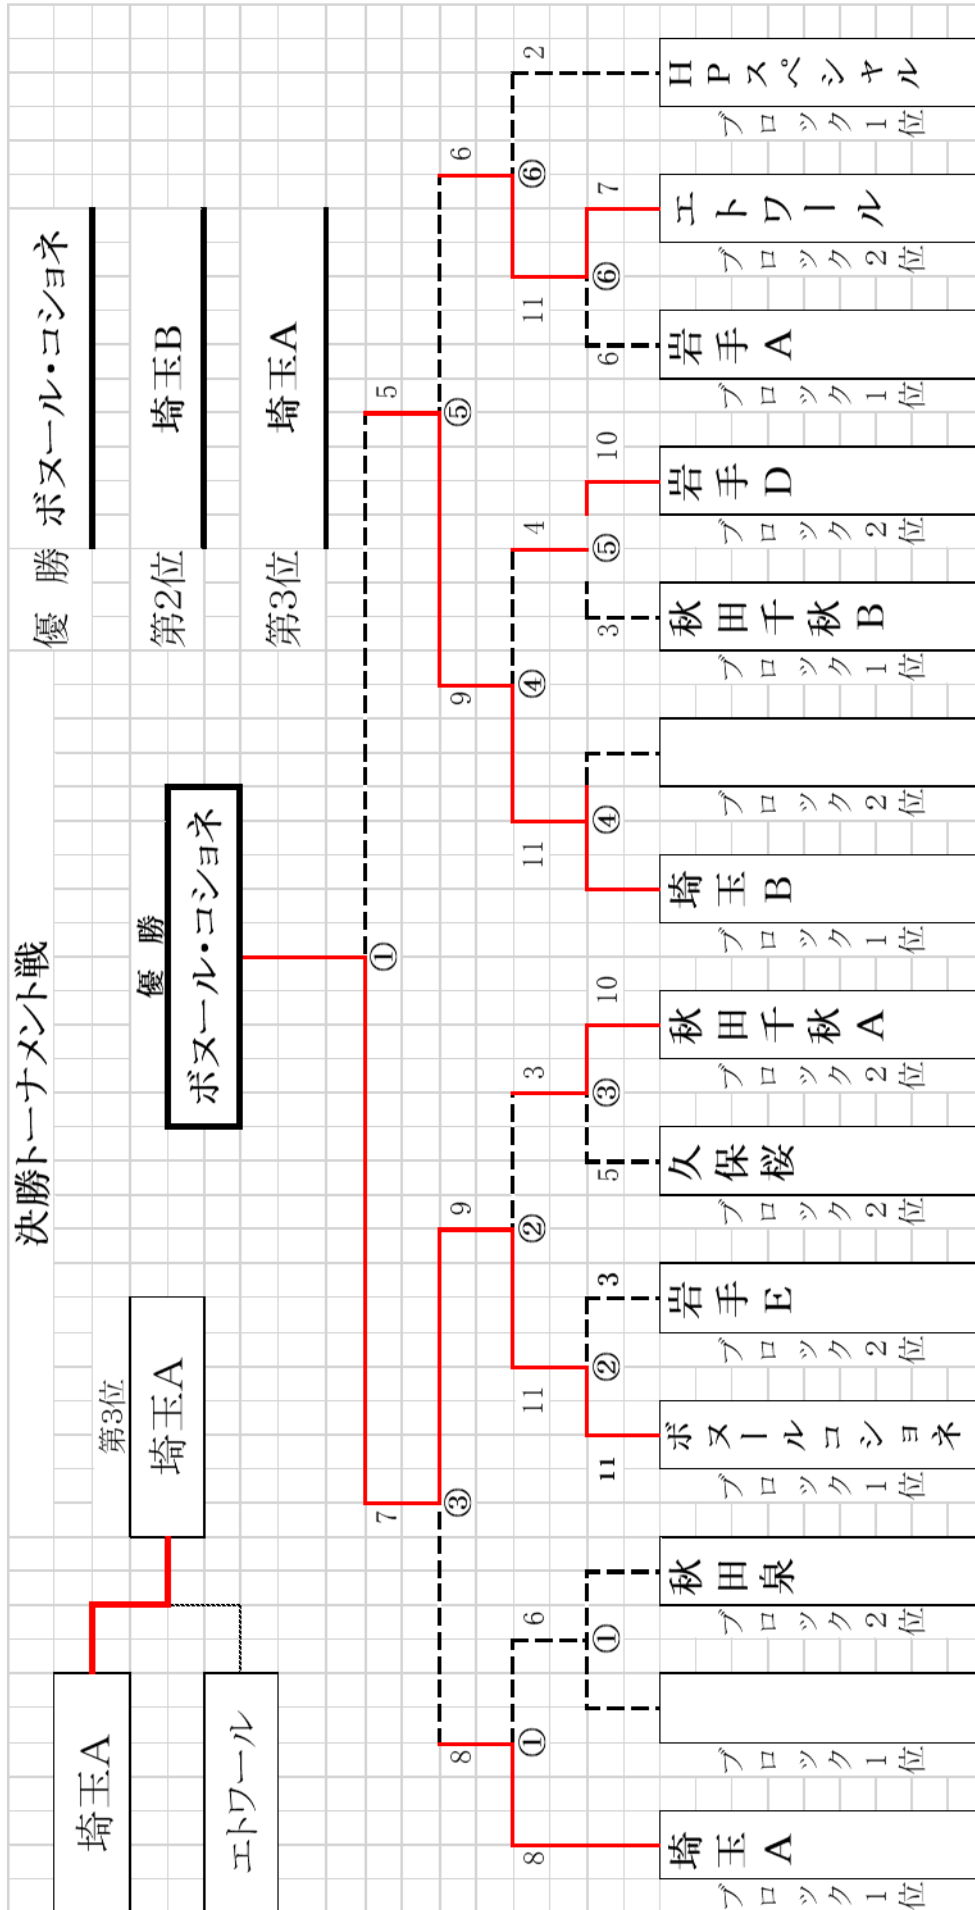 決勝トーナメント戦
優　勝 ボヌール・コショネ
第2位 埼玉B
第3位 埼玉A
優　勝
ボヌール・コショネ
第3位
埼玉A
埼玉A
エトワール
①
7
5
③
⑤
8
9
9
6
①
②
④
⑥
8
6
11
3
11
4
11
2
①
②
③
④
⑤
⑥
11
3
5
10
3
10
6
7
埼玉A
秋田泉
ボヌールコショネ
岩手E
久保桜
秋田千秋A
埼玉B
秋田千秋B
岩手D
岩手A
エトワール
HPスペシャル
ブロック1位
ブロック1位
ブロック2位
ブロック1位
ブロック2位
ブロック2位
ブロック2位
ブロック1位
ブロック2位
ブロック1位
ブロック2位
ブロック1位
ブロック2位
ブロック1位